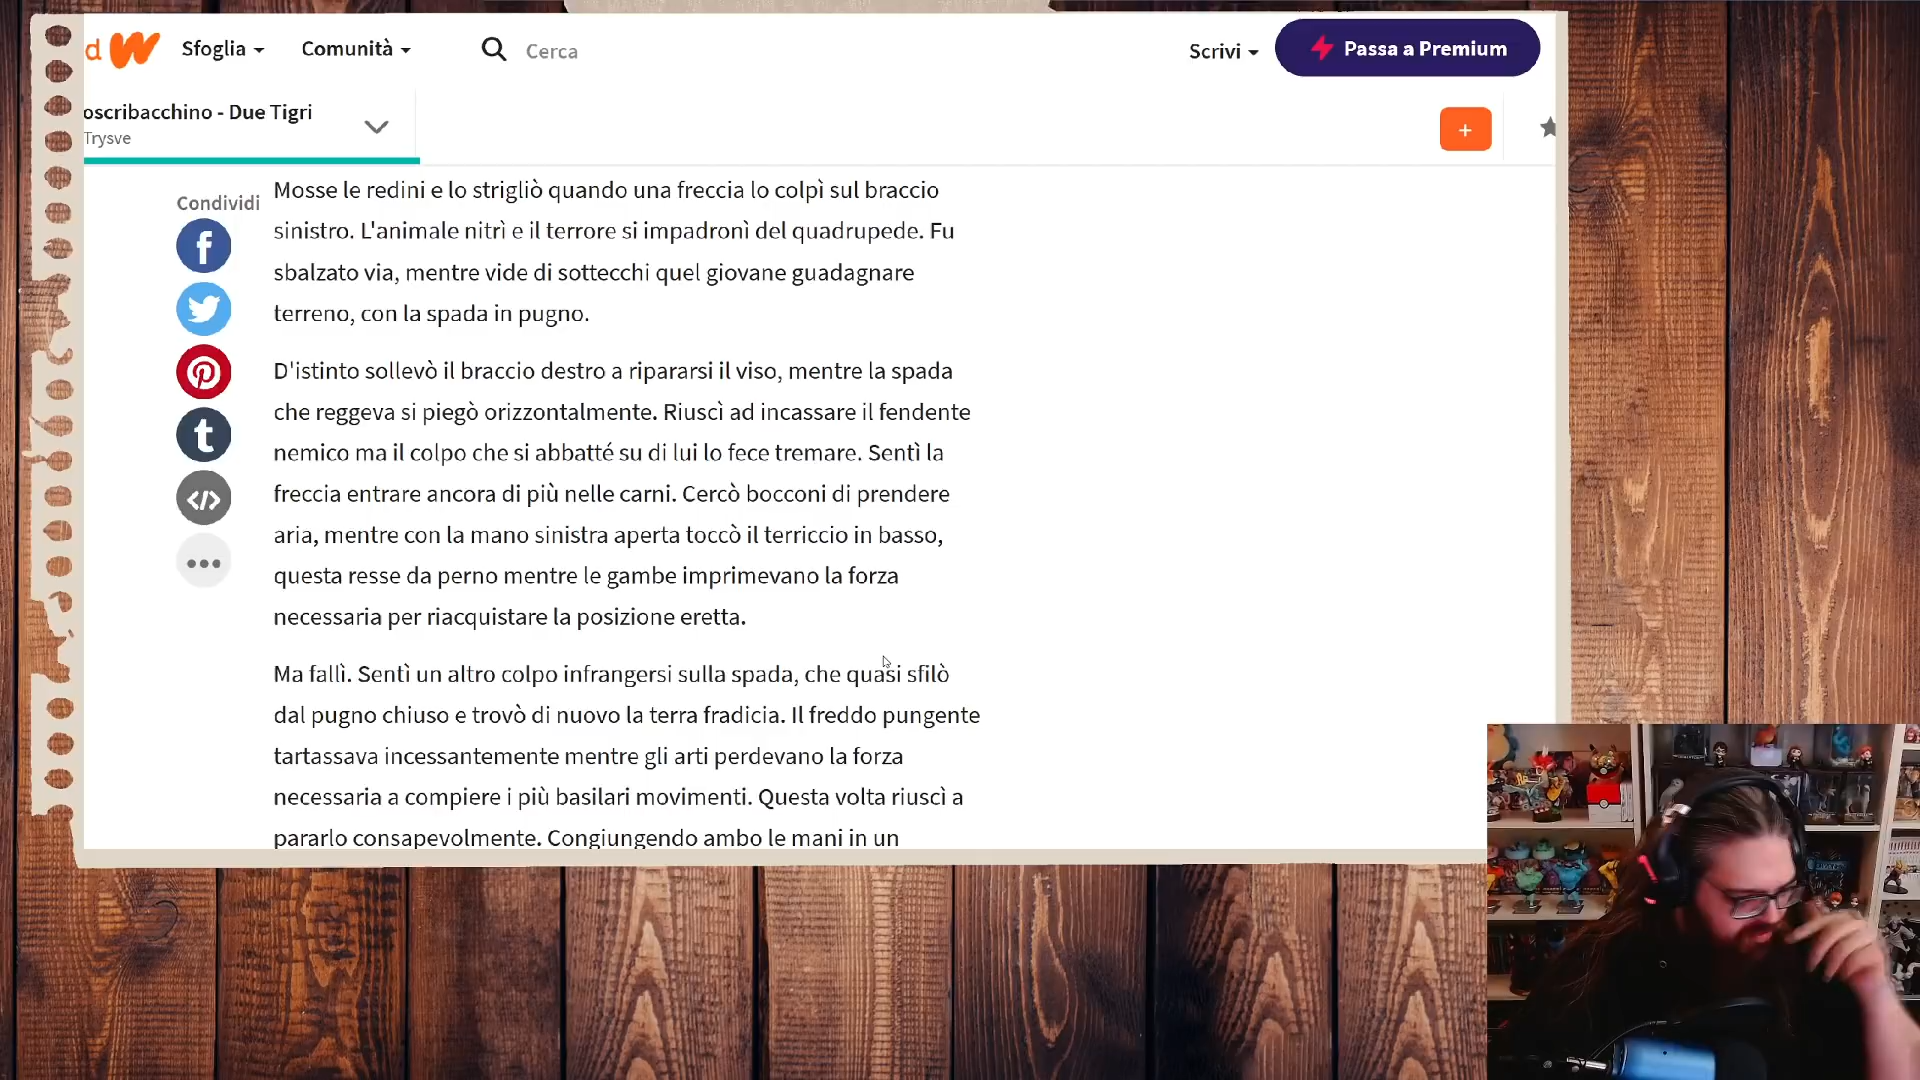 d
Sfoglia
Comunità
Cerca
Scrivi
Passa a Premium
oscribacchino - Due Tigri
Trysve
+
Condividi
Mosse le redini e lo strigliò quando una freccia lo colpì sul braccio
sinistro. L'animale nitrì e il terrore si impadronì del quadrupede. Fu
sbalzato via, mentre vide di sottecchi quel giovane guadagnare
terreno, con la spada in pugno.
D'istinto sollevò il braccio destro a ripararsi il viso, mentre la spada
che reggeva si piegò orizzontalmente. Riuscì ad incassare il fendente
nemico ma il colpo che si abbatté su di lui lo fece tremare. Sentì la
freccia entrare ancora di più nelle carni. Cercò bocconi di prendere
aria, mentre con la mano sinistra aperta toccò il terriccio in basso,
questa resse da perno mentre le gambe imprimevano la forza
necessaria per riacquistare la posizione eretta.
Ma fallì. Sentì un altro colpo infrangersi sulla spada, che quasi sfilò
dal pugno chiuso e trovò di nuovo la terra fradicia. Il freddo pungente
tartassava incessantemente mentre gli arti perdevano la forza
necessaria a compiere i più basilari movimenti. Questa volta riuscì a
pararlo consapevolmente. Congiungendo ambo le mani in un